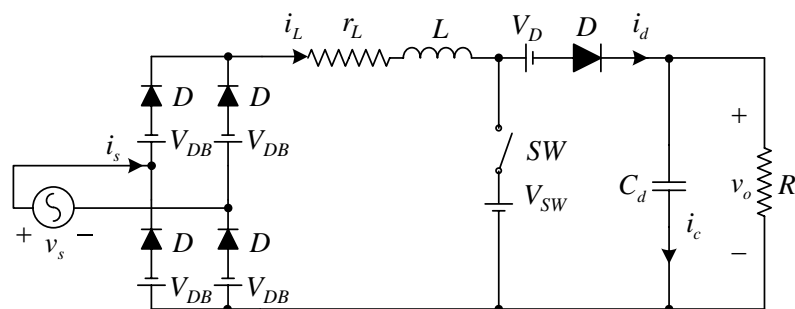 i_L r_L L V_D D i_d
D D
V_DB V_DB
i_s
SW
V_SW
+ v_s −
D D
V_DB V_DB
C_d
i_c
+
v_o R
−